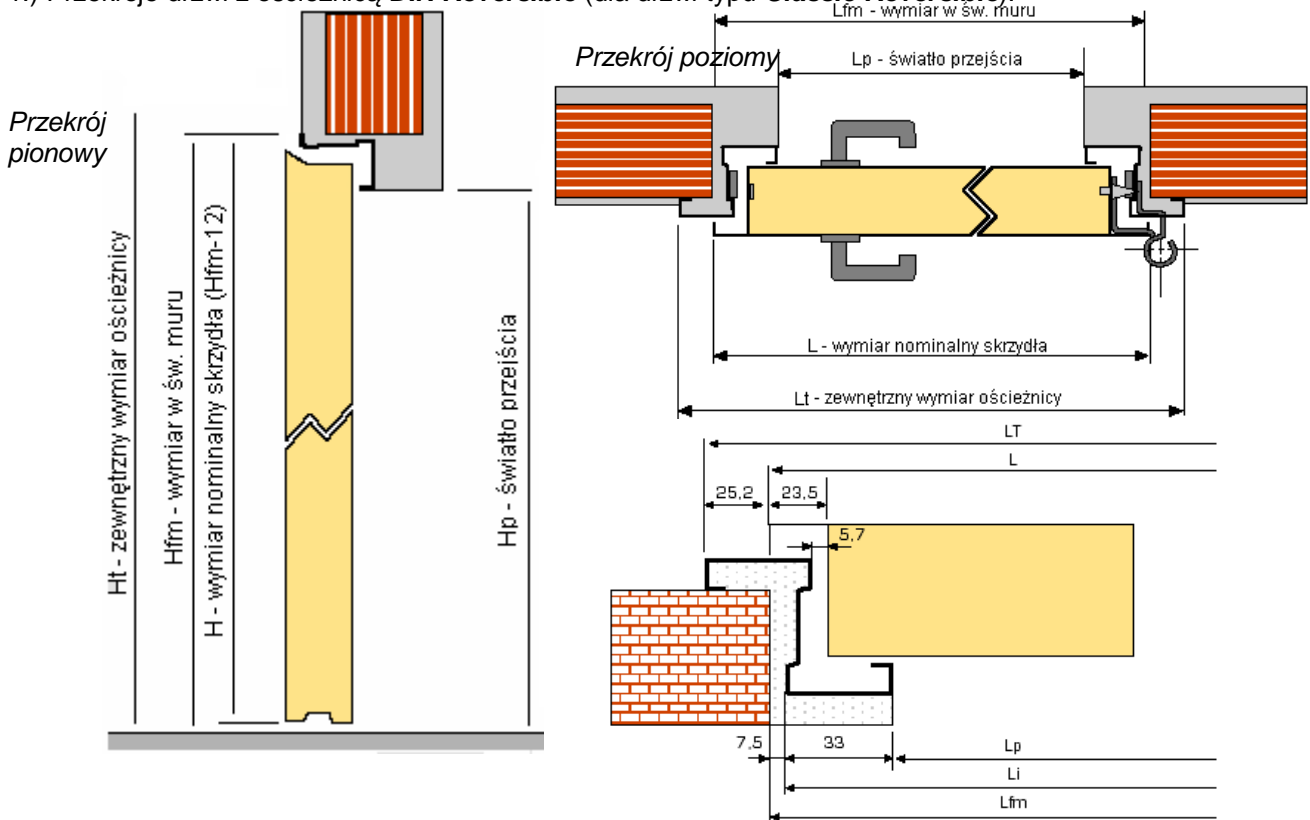 Lfm - wymiar w św. muru
Przekrój poziomy
Lp - światło przejścia
Przekrój
pionowy
Ht - zewnętrzny wymiar ościeżnicy
Hfm - wymiar w św. muru
H - wymiar nominalny skrzydła (Hfm-12)
Hp - światło przejścia
L - wymiar nominalny skrzydła
Lt - zewnętrzny wymiar ościeżnicy
LT
L
25,2
23,5
5,7
7,5
33
Lp
Li
Lfm